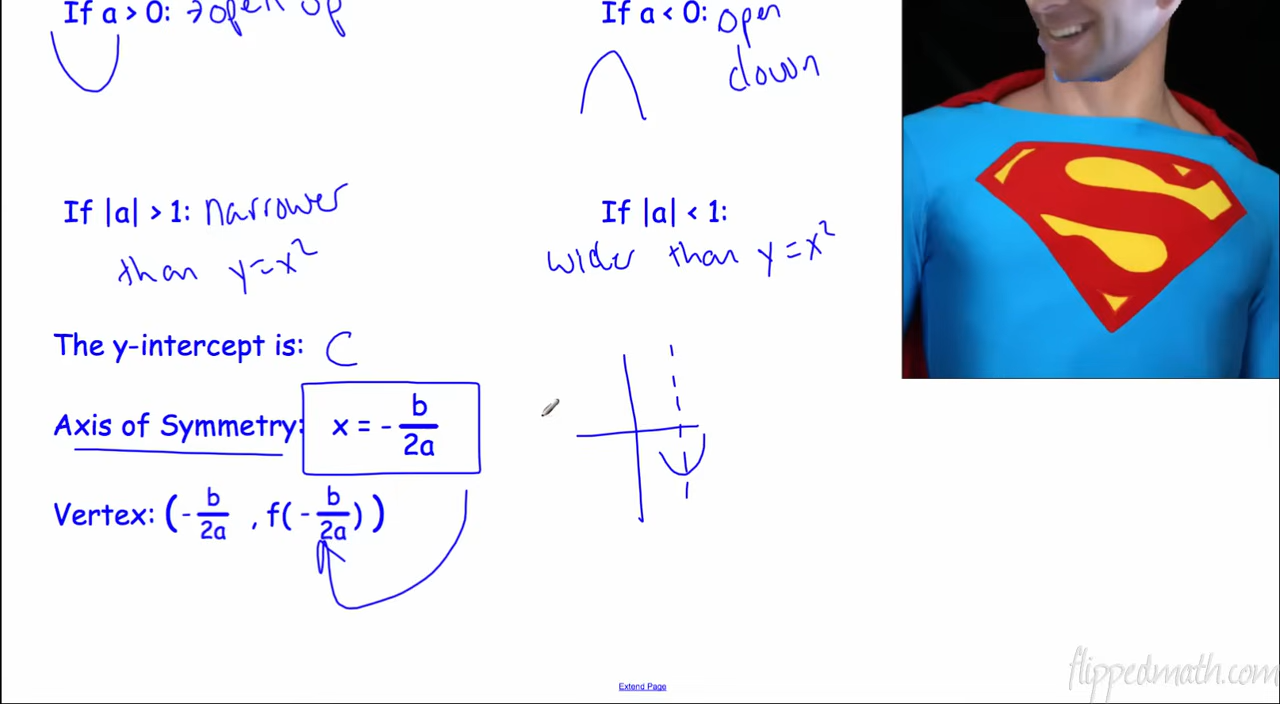 If a > 0: → open up
If a < 0: open
down
If |a| > 1: narrower
than y = x²
If |a| < 1:
wider than y = x²
The y-intercept is: C
Axis of Symmetry: x = - b/2a
Vertex: (- b/2a , f(- b/2a))
S
Extend Page
flippedmath.com